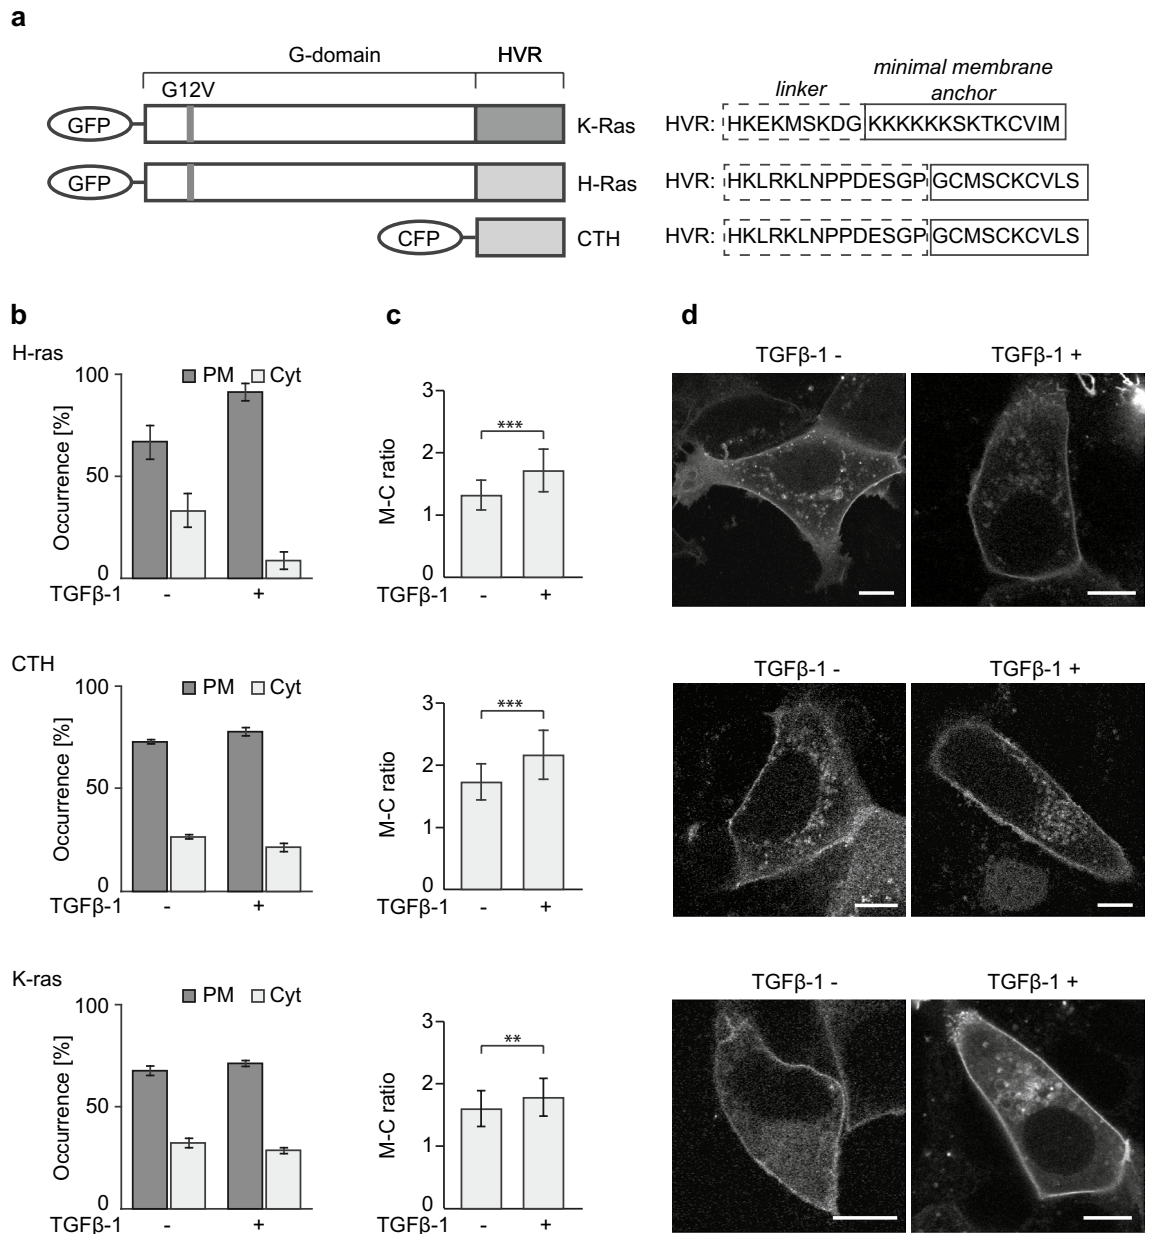 a
G-domain HVR
G12V
GFP K-Ras
GFP H-Ras
CFP CTH
linker minimal membrane
anchor
HVR: HKEKMSKDG KKKKKKSKTKCVIM
HVR: HKLRKLNPPDESGP GCMSCKCVLS
HVR: HKLRKLNPPDESGP GCMSCKCVLS
b
H-ras
PM Cyt
Occurrence [%]
100
50
0
TGFβ-1 - +
CTH
PM Cyt
Occurrence [%]
100
50
0
TGFβ-1 - +
K-ras
PM Cyt
Occurrence [%]
100
50
0
TGFβ-1 - +
c
***
M-C ratio
3
2
1
0
TGFβ-1 - +
***
M-C ratio
3
2
1
0
TGFβ-1 - +
**
M-C ratio
3
2
1
0
TGFβ-1 - +
d
TGFβ-1 - TGFβ-1 +
TGFβ-1 - TGFβ-1 +
TGFβ-1 - TGFβ-1 +